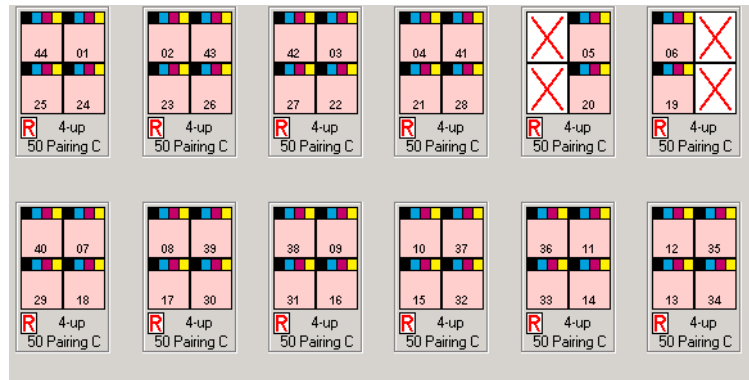 44 01 02 43 42 03 04 41 05 06
25 24 23 26 27 22 21 28 20 19
R 4-up R 4-up R 4-up R 4-up R 4-up R 4-up
50 Pairing C 50 Pairing C 50 Pairing C 50 Pairing C 50 Pairing C 50 Pairing C
40 07 08 39 38 09 10 37 36 11 12 35
29 18 17 30 31 16 15 32 33 14 13 34
R 4-up R 4-up R 4-up R 4-up R 4-up R 4-up
50 Pairing C 50 Pairing C 50 Pairing C 50 Pairing C 50 Pairing C 50 Pairing C